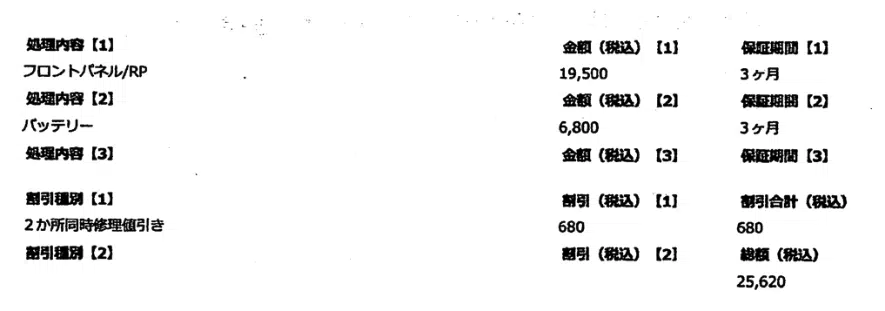 処理内容【1】 金額（税込）【1】 保証期間【1】
フロントパネル/RP 19,500 3ヶ月
処理内容【2】 金額（税込）【2】 保証期間【2】
バッテリー 6,800 3ヶ月
処理内容【3】 金額（税込）【3】 保証期間【3】
割引種別【1】 割引（税込）【1】 割引合計（税込）
２か所同時修理値引き 680 680
割引種別【2】 割引（税込）【2】 総額（税込）
25,620